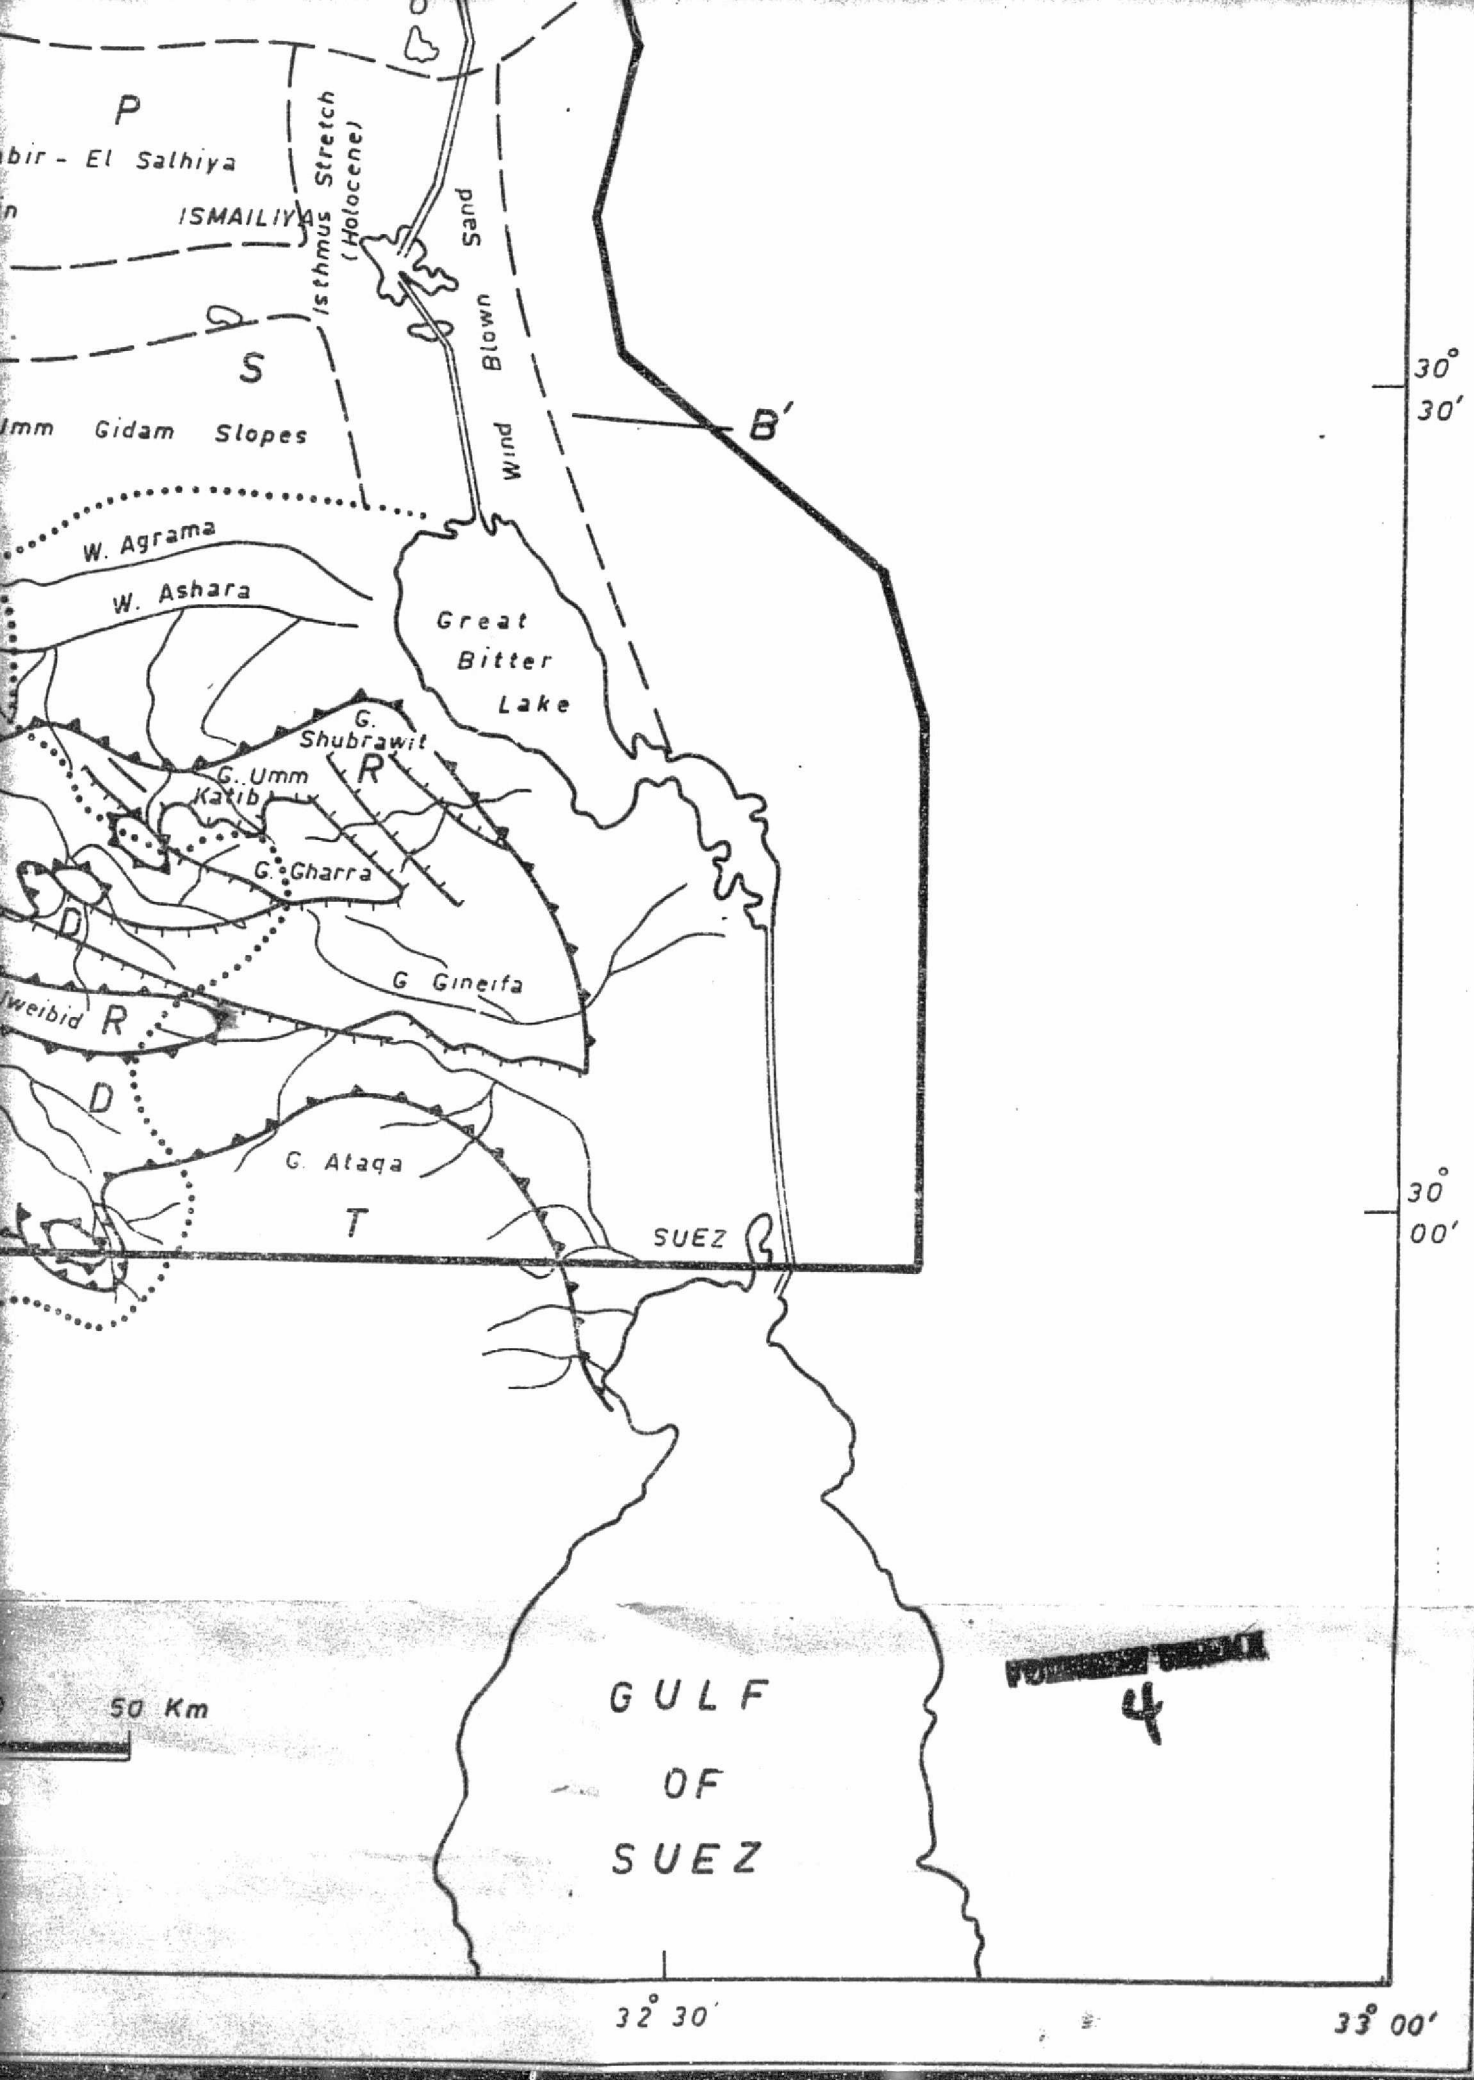 P
bir - El Salhiya
n
ISMAILIYA
Isthmus Stretch
(Holocene)
Wind Blown Sand
S
Umm Gidam Slopes
B'
30°
30'
W. Agrama
W. Ashara
Great
Bitter
Lake
G.
Shubrawit
R
G. Umm
Katib
G. Gharra
D
G Gineifa
Iweibid R
D
G. Ataqa
T
SUEZ
30°
00'
50 Km
GULF
OF
SUEZ
4
32° 30'
33° 00'